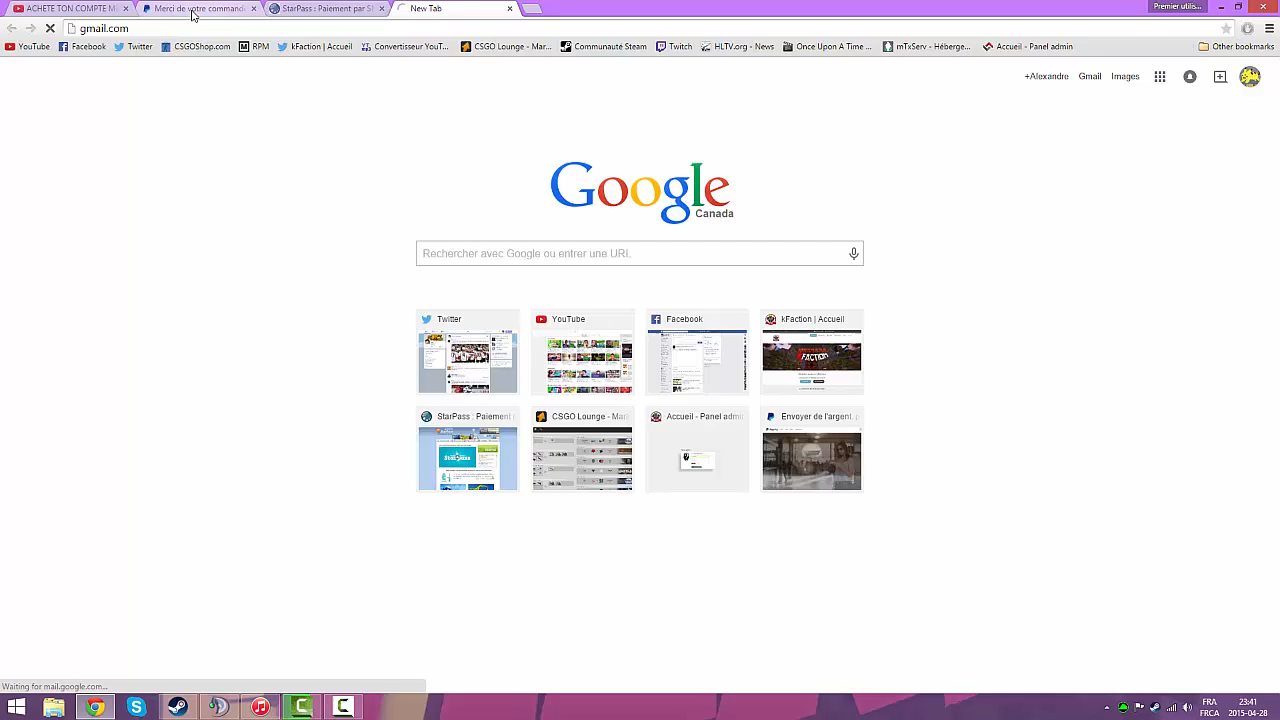 ACHETE TON COMPTE M
Merci de votre command
StarPass : Paiement par S
New Tab
Premier utilis...
gmail.com
YouTube
Facebook
Twitter
CSGOShop.com
RPM
kFaction | Accueil
Convertisseur YouT...
CSGO Lounge - Mar...
Communauté Steam
Twitch
HLTV.org - News
Once Upon A Time ...
mTxServ - Héberge...
Accueil - Panel admin
Other bookmarks
+Alexandre
Gmail
Images
Google
Canada
Rechercher avec Google ou entrer une URL
Twitter
YouTube
Facebook
kFaction | Accueil
StarPass : Paiement
CSGO Lounge - Mar
Accueil - Panel admi
Envoyer de l'argent, p
Waiting for mail.google.com...
FRA
FRCA
23:41
2015-04-28